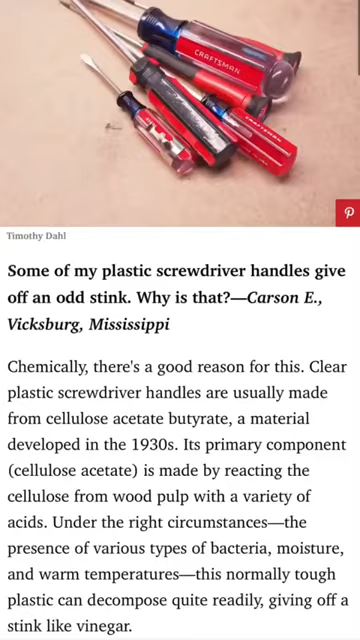 CRAFTSMAN
CRAFTSMAN
Timothy Dahl
Some of my plastic screwdriver handles give
off an odd stink. Why is that?—Carson E.,
Vicksburg, Mississippi
Chemically, there's a good reason for this. Clear
plastic screwdriver handles are usually made
from cellulose acetate butyrate, a material
developed in the 1930s. Its primary component
(cellulose acetate) is made by reacting the
cellulose from wood pulp with a variety of
acids. Under the right circumstances—the
presence of various types of bacteria, moisture,
and warm temperatures—this normally tough
plastic can decompose quite readily, giving off a
stink like vinegar.